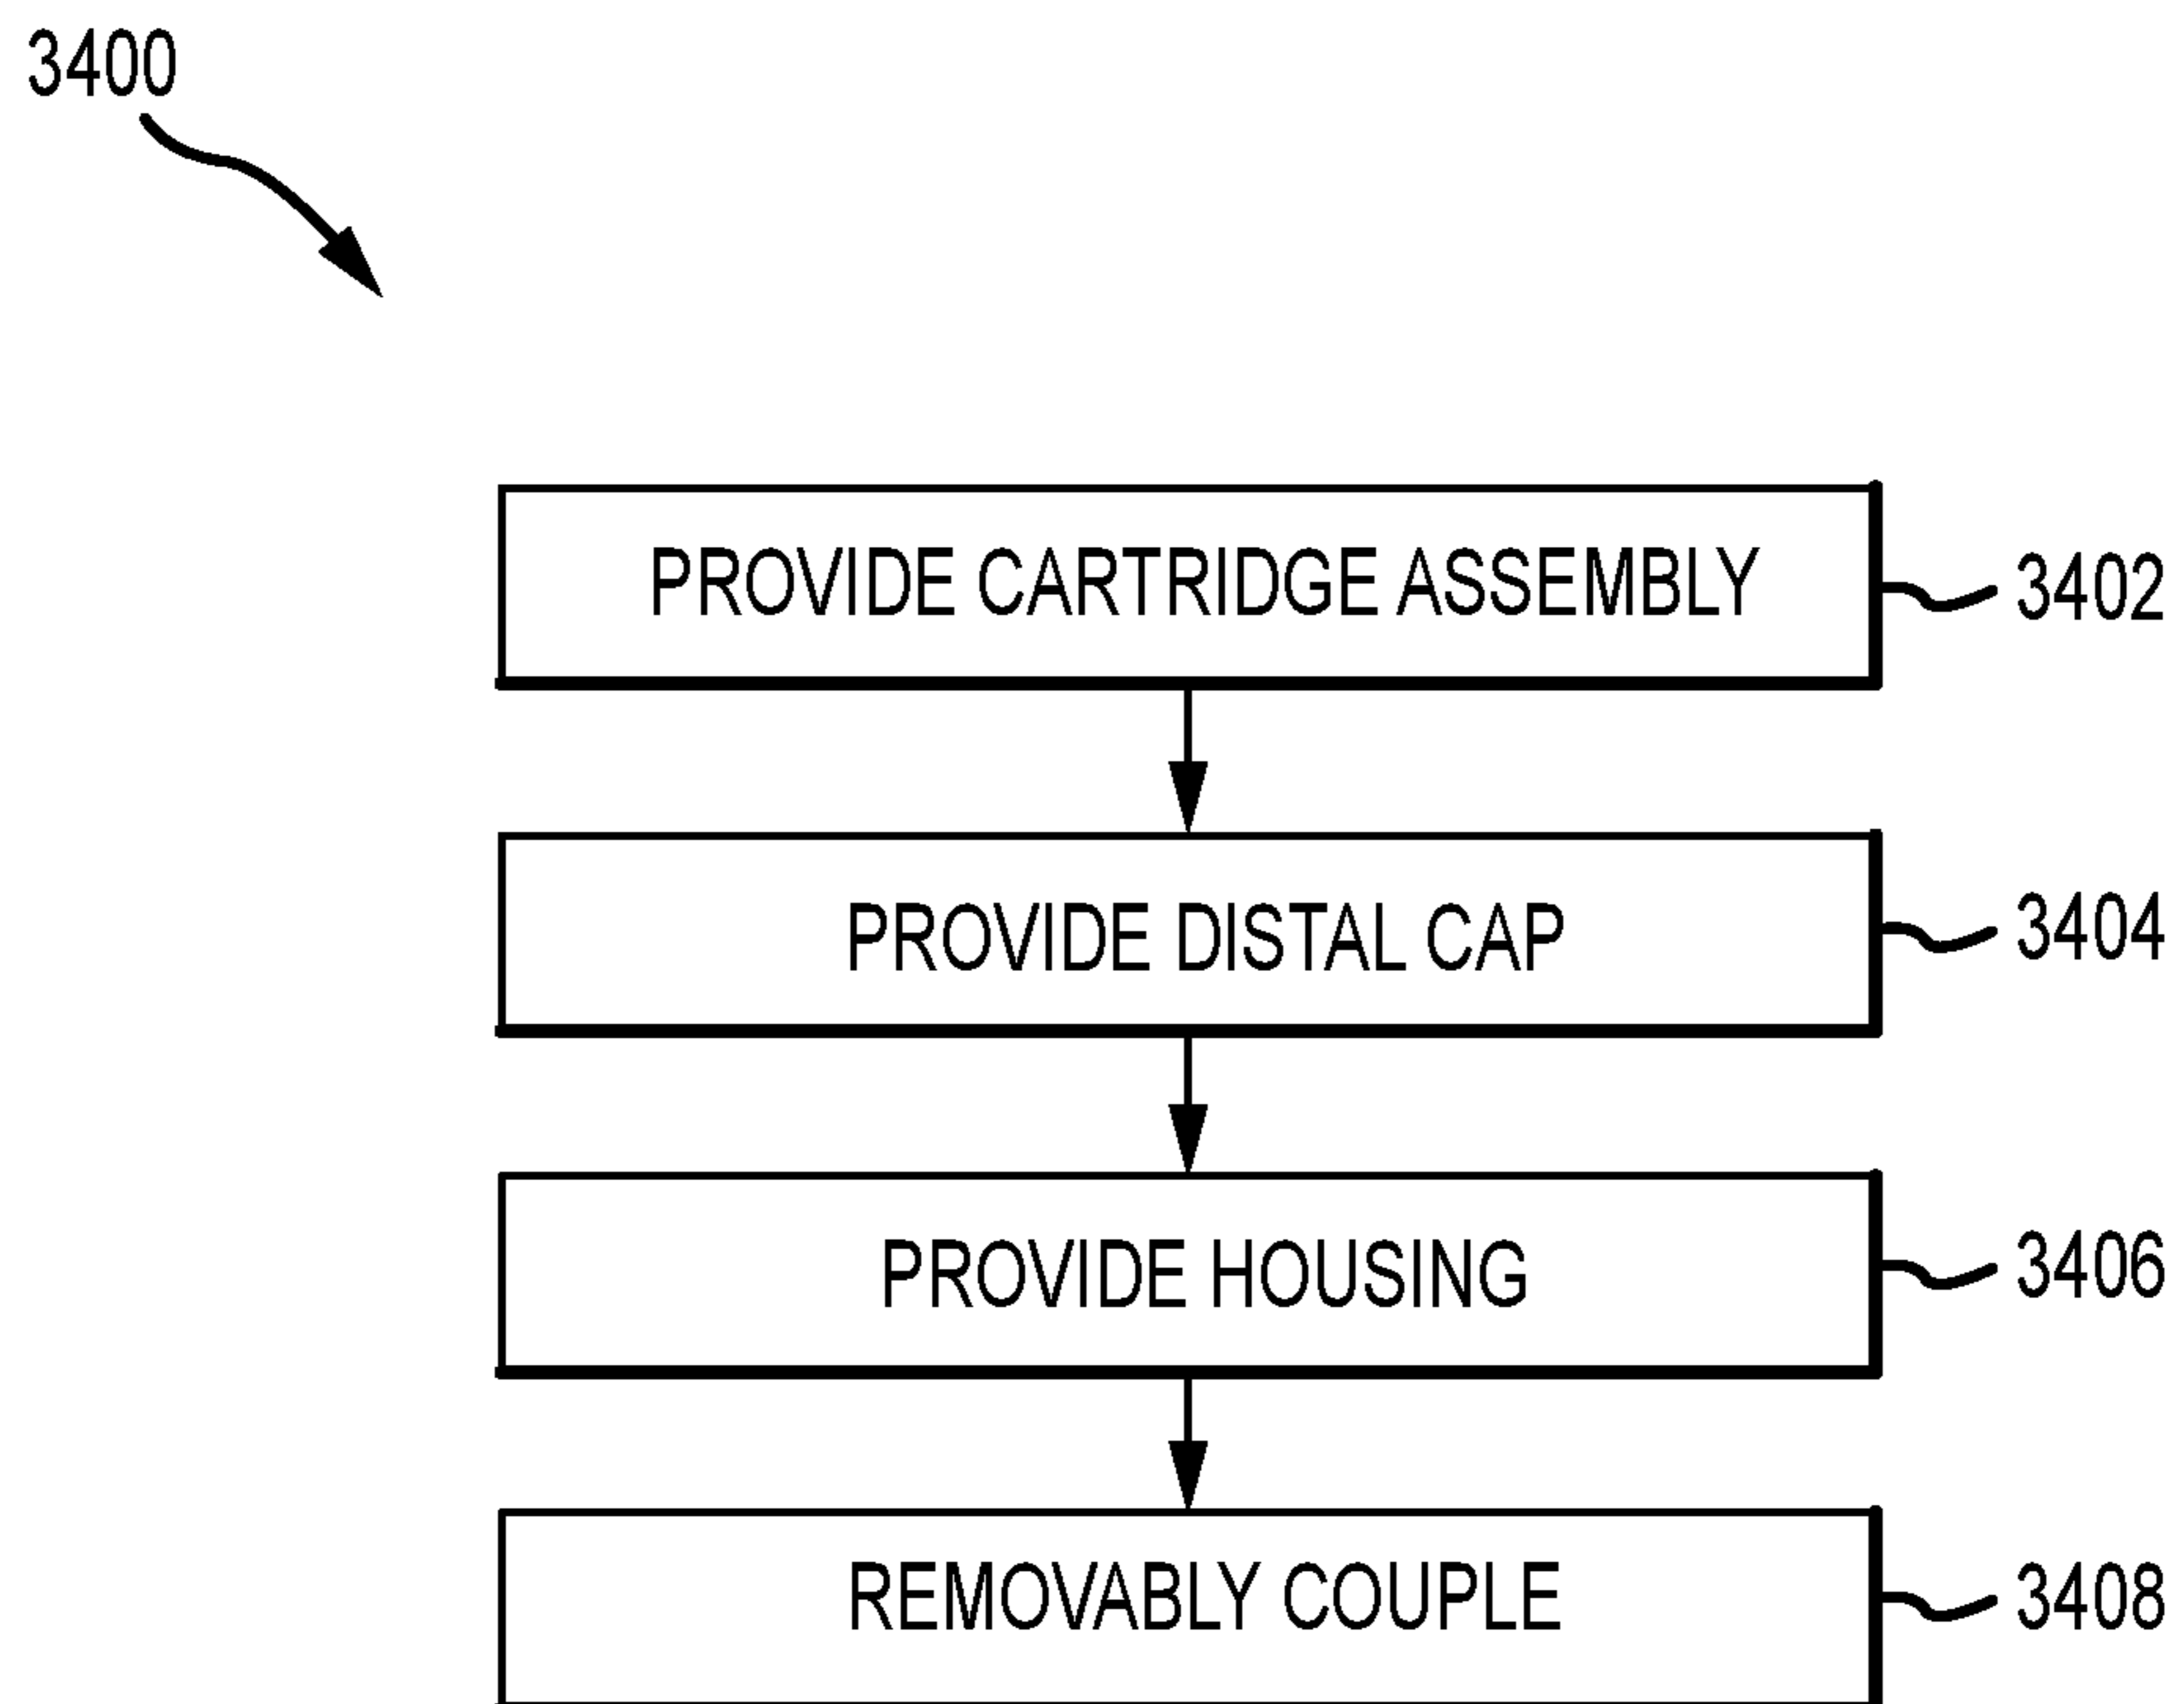 3400
PROVIDE CARTRIDGE ASSEMBLY
3402
PROVIDE DISTAL CAP
3404
PROVIDE HOUSING
3406
REMOVABLY COUPLE
3408